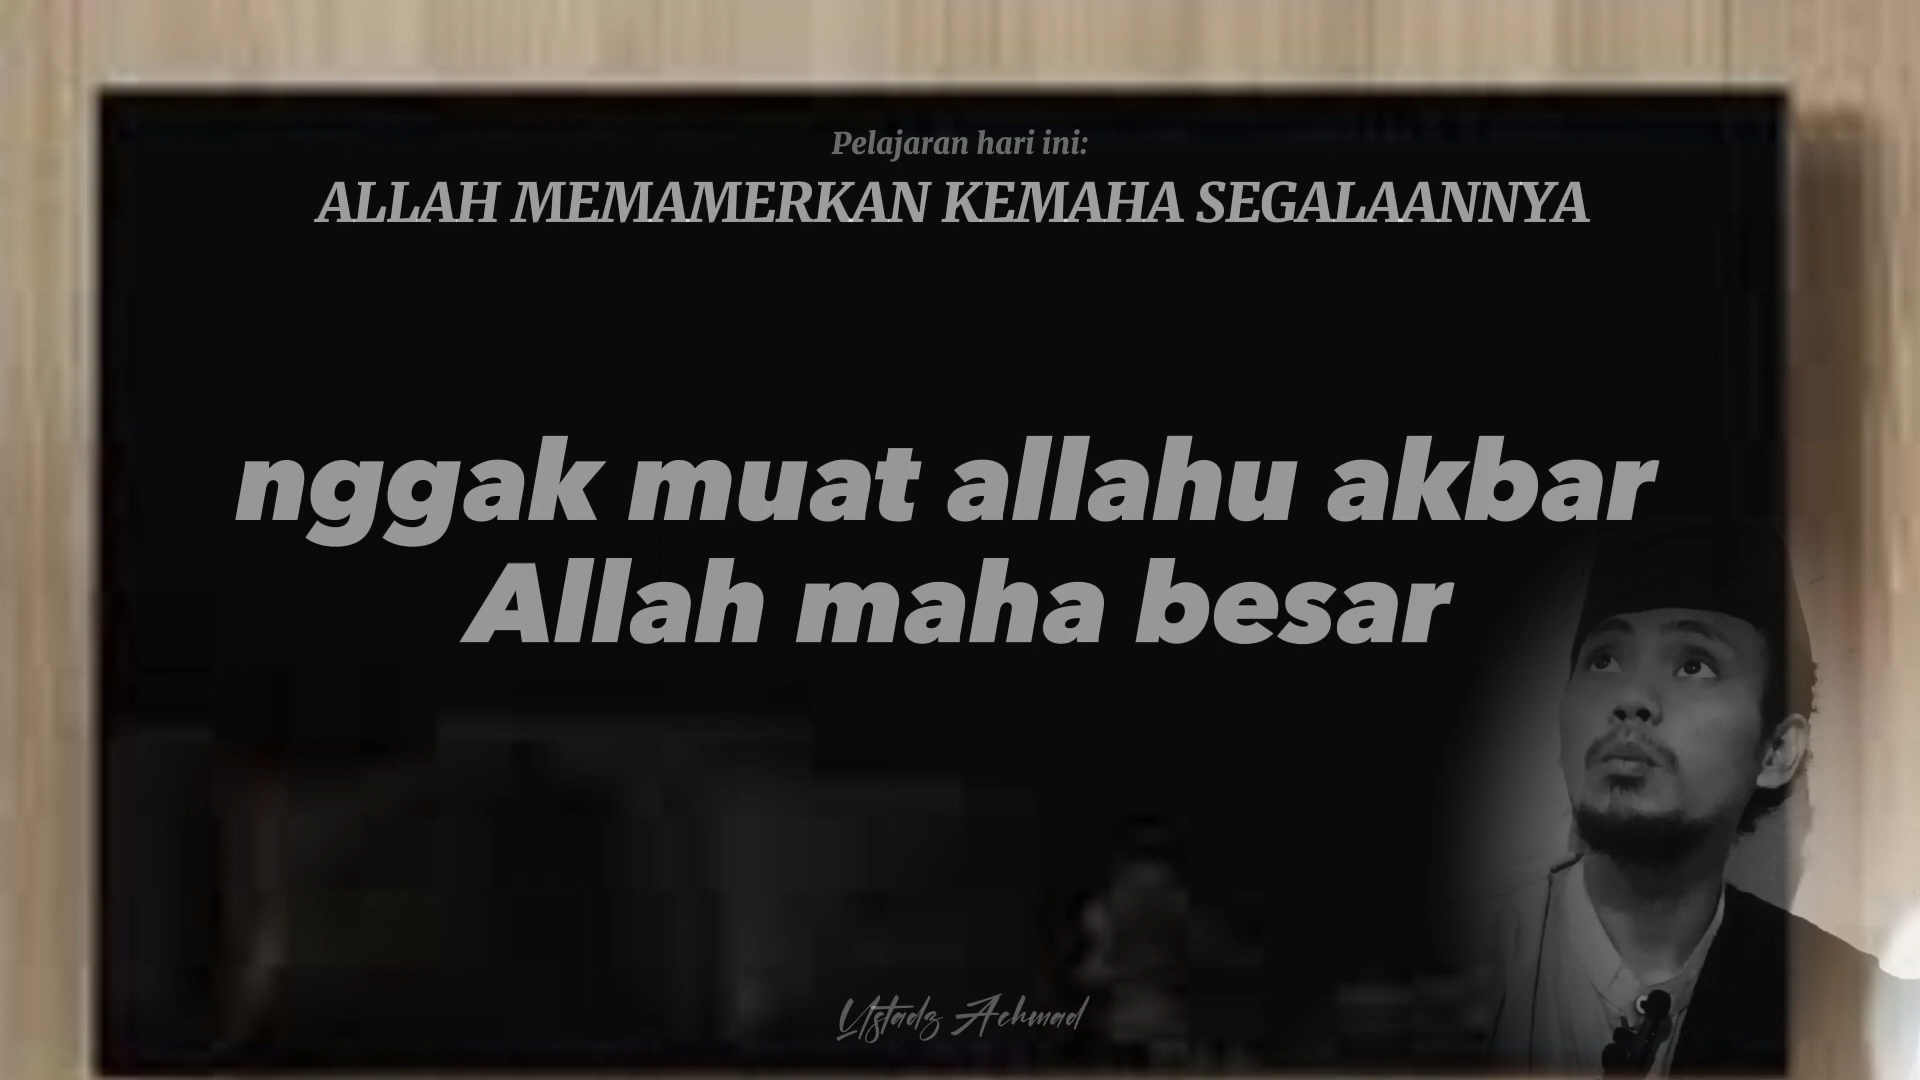 Pelajaran hari ini:
ALLAH MEMAMERKAN KEMAHA SEGALAANNYA
nggak muat allahu akbar
Allah maha besar
Ustadz Achmad